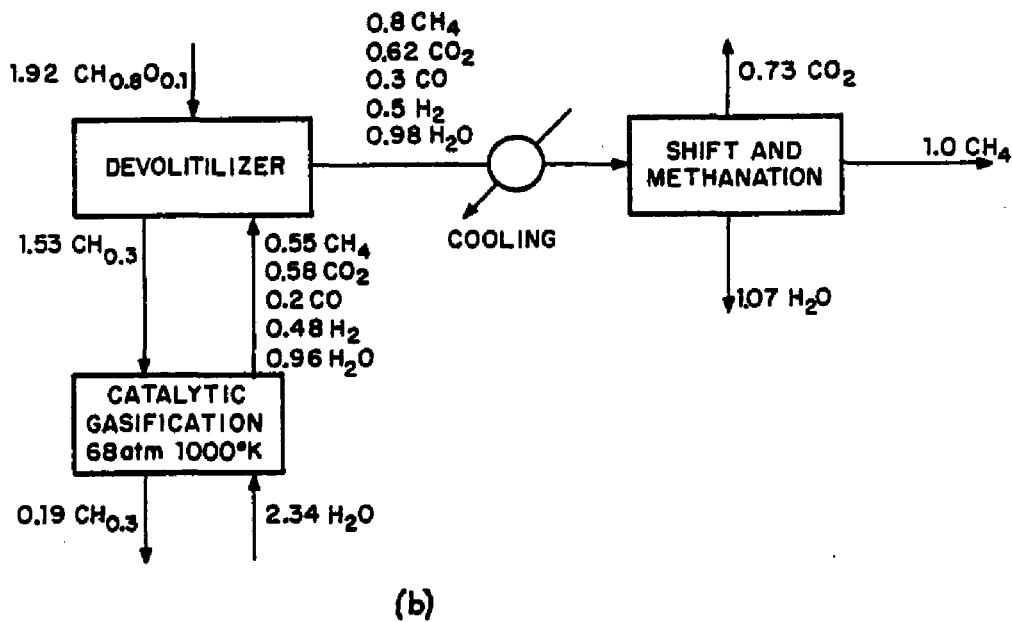 1.92 CH0.8O0.1
DEVOLITILIZER
0.8 CH4
0.62 CO2
0.3 CO
0.5 H2
0.98 H2O
COOLING
SHIFT AND
METHANATION
0.73 CO2
1.0 CH4
1.07 H2O
1.53 CH0.3
0.55 CH4
0.58 CO2
0.2 CO
0.48 H2
0.96 H2O
CATALYTIC
GASIFICATION
68atm 1000°K
0.19 CH0.3
2.34 H2O
(b)